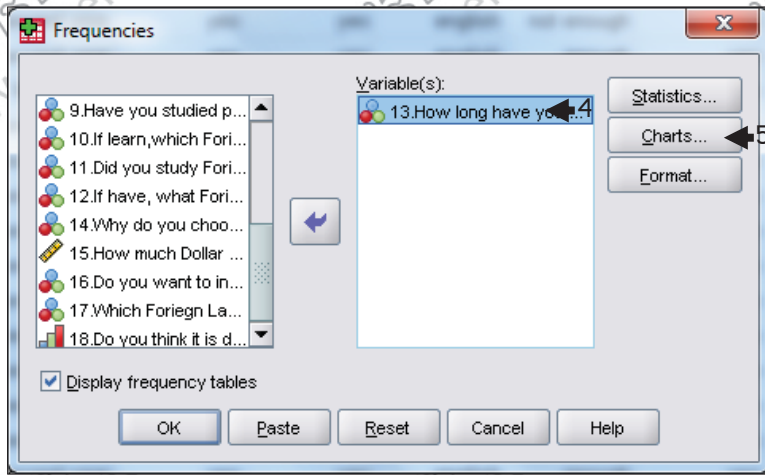 Frequencies
Variable(s):
9.Have you studied p...
10.If learn,which Fori...
11.Did you study Fori...
12.If have, what Fori...
14.Why do you choo...
15.How much Dollar ...
16.Do you want to in...
17.Which Foriegn La...
18.Do you think it is d...
13.How long have yo
4
Statistics...
Charts...
5
Format...
Display frequency tables
OK
Paste
Reset
Cancel
Help